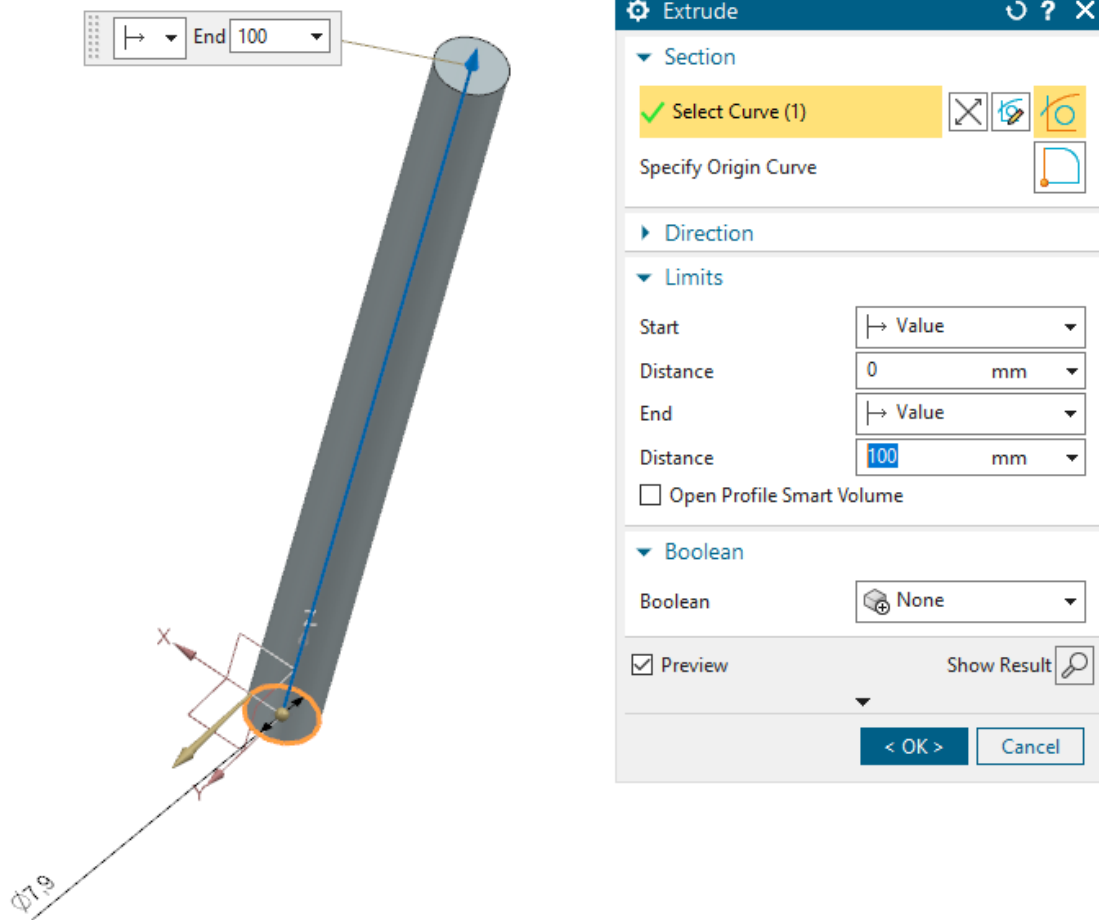 End 100
X
Z
Y
Ø7,9
Extrude
Section
Select Curve (1)
Specify Origin Curve
Direction
Limits
Start Value
Distance 0 mm
End Value
Distance 100 mm
Open Profile Smart Volume
Boolean
Boolean None
Preview Show Result
< OK > Cancel